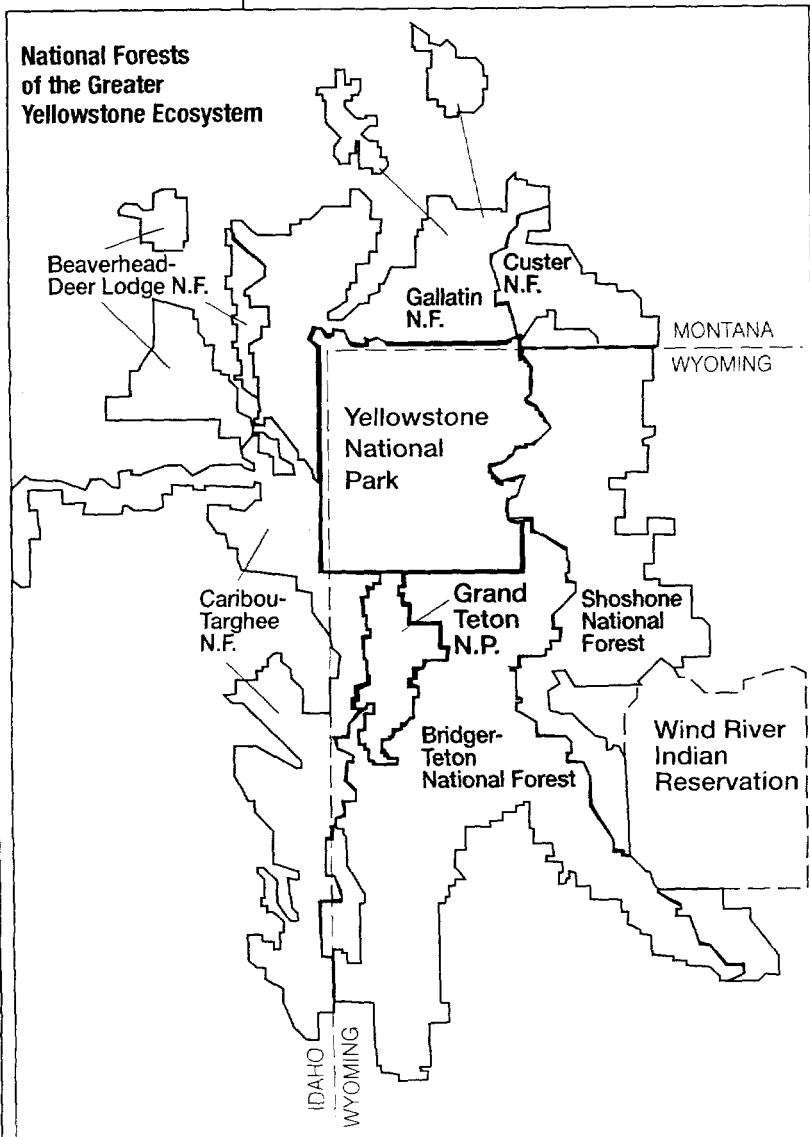 National Forests
of the Greater
Yellowstone Ecosystem
Beaverhead-
Deer Lodge N.F.
Gallatin
N.F.
Custer
N.F.
MONTANA
WYOMING
Yellowstone
National
Park
Caribou-
Targhee
N.F.
Grand
Teton
N.P.
Shoshone
National
Forest
Bridger-
Teton
National Forest
Wind River
Indian
Reservation
IDAHO
WYOMING